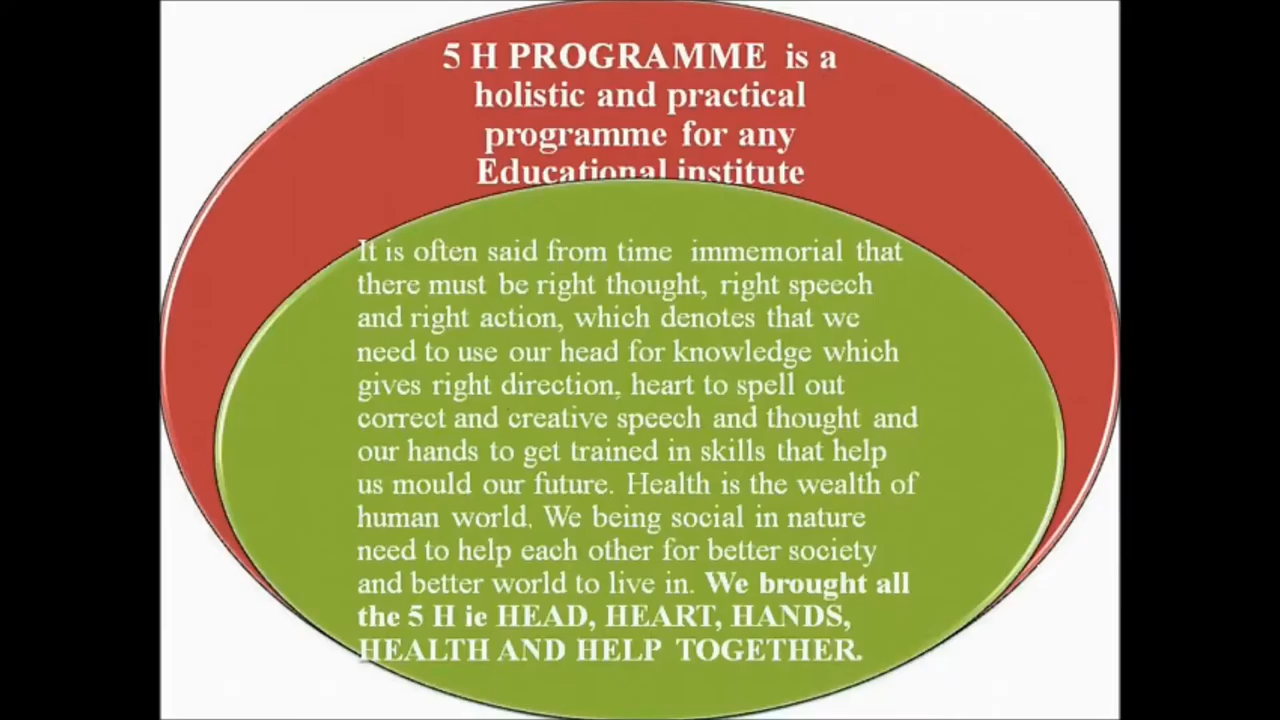 5 H PROGRAMME is a
holistic and practical
programme for any
Educational institute
It is often said from time immemorial that
there must be right thought, right speech
and right action, which denotes that we
need to use our head for knowledge which
gives right direction, heart to spell out
correct and creative speech and thought and
our hands to get trained in skills that help
us mould our future. Health is the wealth of
human world. We being social in nature
need to help each other for better society
and better world to live in. We brought all
the 5 H ie HEAD, HEART, HANDS,
HEALTH AND HELP TOGETHER.